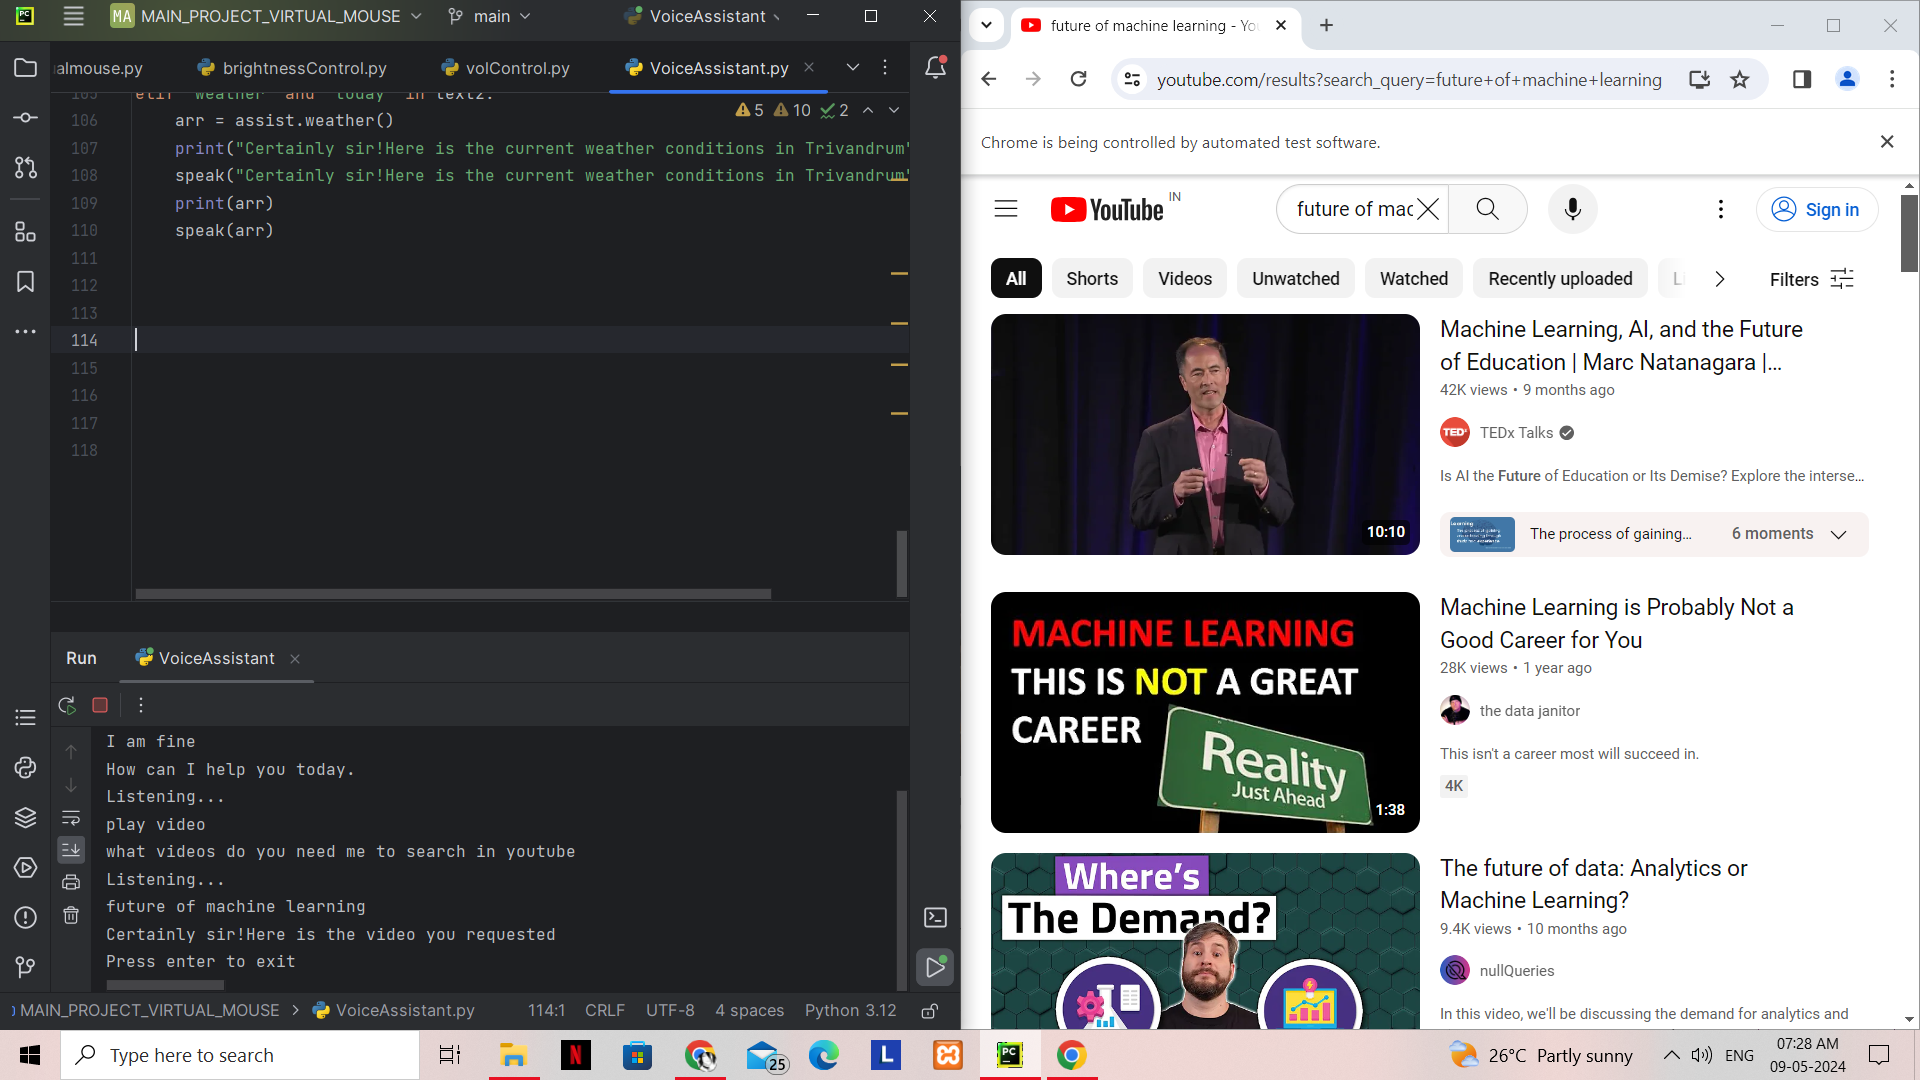 MA MAIN_PROJECT_VIRTUAL_MOUSE
main
VoiceAssistant
almouse.py
brightnessControl.py
volControl.py
VoiceAssistant.py
105 elif "weather" and "today" in text2:
5 10 2
106 arr = assist.weather()
107 print("Certainly sir!Here is the current weather conditions in Trivandrum"
108 speak("Certainly sir!Here is the current weather conditions in Trivandrum"
109 print(arr)
110 speak(arr)
111
112
113
114
115
116
117
118
Run
VoiceAssistant
I am fine
How can I help you today.
Listening...
play video
what videos do you need me to search in youtube
Listening...
future of machine learning
Certainly sir!Here is the video you requested
Press enter to exit
MAIN_PROJECT_VIRTUAL_MOUSE > VoiceAssistant.py
114:1 CRLF UTF-8 4 spaces Python 3.12
future of machine learning - Yo
youtube.com/results?search_query=future+of+machine+learning
Chrome is being controlled by automated test software.
YouTube IN
future of mac
Sign in
All
Shorts
Videos
Unwatched
Watched
Recently uploaded
Li
Filters
10:10
Machine Learning, AI, and the Future
of Education | Marc Natanagara |...
42K views • 9 months ago
TED
TEDx Talks
Is AI the Future of Education or Its Demise? Explore the interse...
The process of gaining...
6 moments
MACHINE LEARNING
THIS IS NOT A GREAT
CAREER
Reality
Just Ahead
1:38
Machine Learning is Probably Not a
Good Career for You
28K views • 1 year ago
the data janitor
This isn't a career most will succeed in.
4K
Where's
The Demand?
The future of data: Analytics or
Machine Learning?
9.4K views • 10 months ago
nullQueries
In this video, we'll be discussing the demand for analytics and
Type here to search
N
25
L
PC
26°C Partly sunny
ENG
07:28 AM
09-05-2024